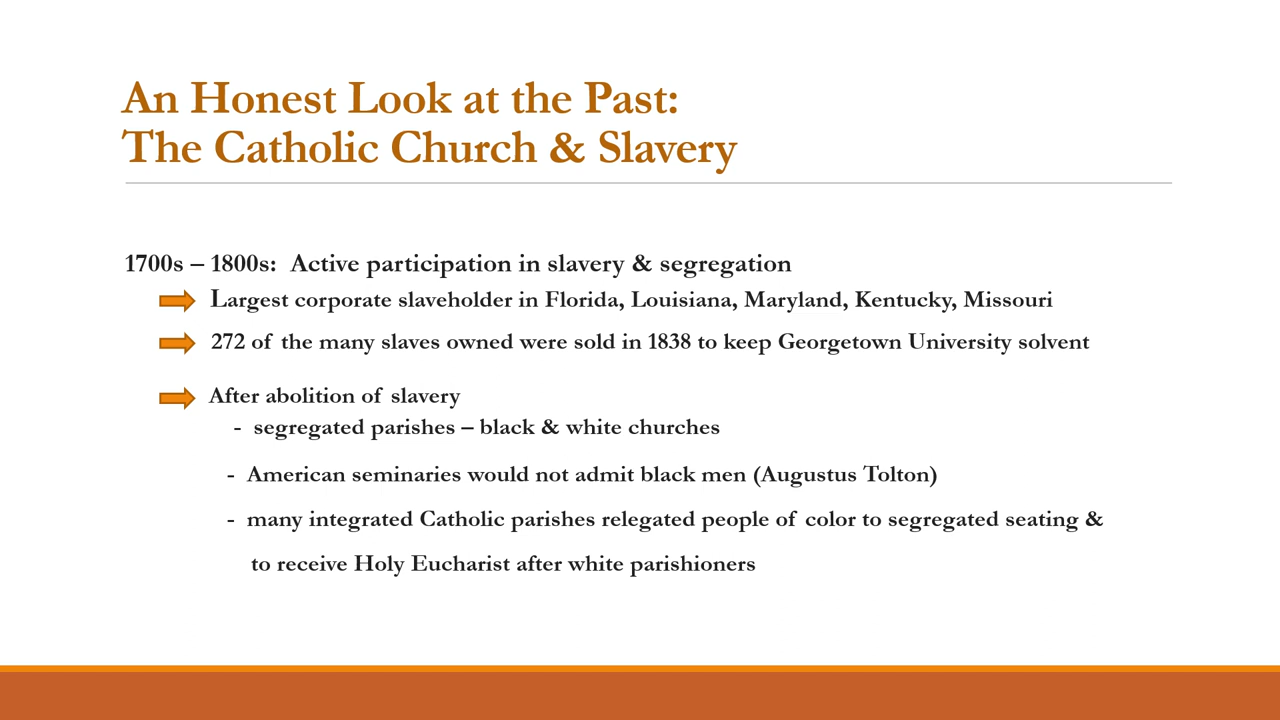 An Honest Look at the Past:
The Catholic Church & Slavery
1700s – 1800s: Active participation in slavery & segregation
Largest corporate slaveholder in Florida, Louisiana, Maryland, Kentucky, Missouri
272 of the many slaves owned were sold in 1838 to keep Georgetown University solvent
After abolition of slavery
- segregated parishes – black & white churches
- American seminaries would not admit black men (Augustus Tolton)
- many integrated Catholic parishes relegated people of color to segregated seating &
to receive Holy Eucharist after white parishioners